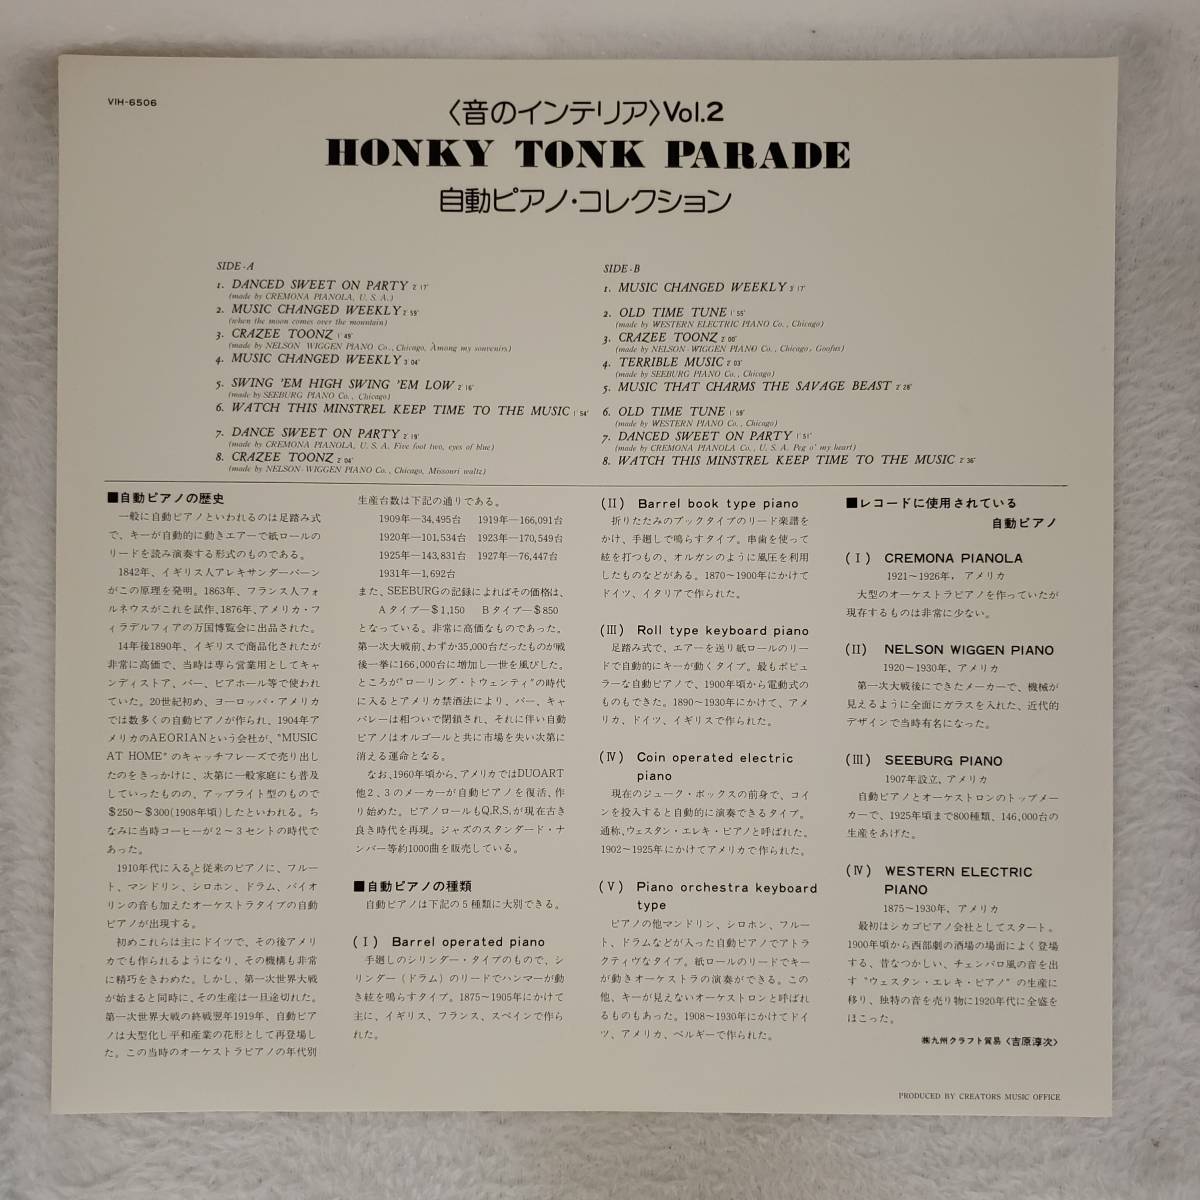 VIH-6506
〈音のインテリア〉Vol.2
HONKY TONK PARADE
自動ピアノ・コレクション
SIDE-A
1. DANCED SWEET ON PARTY 2'17"
(made by CREMONA PIANOLA, U. S. A.)
2. MUSIC CHANGED WEEKLY 2'59"
(when the moon comes over the mountain)
3. CRAZEE TOONZ 1'49"
(made by NELSON WIGGEN PIANO Co., Chicago, Among my souvenirs)
4. MUSIC CHANGED WEEKLY 3'04"
5. SWING 'EM HIGH SWING 'EM LOW 2'16"
(made by SEEBURG PIANO Co., Chicago)
6. WATCH THIS MINSTREL KEEP TIME TO THE MUSIC 1'54"
7. DANCE SWEET ON PARTY 2'19"
(made by CREMONA PIANOLA, U. S. A. Five foot two, eyes of blue)
8. CRAZEE TOONZ 2'04"
(made by NELSON-WIGGEN PIANO Co., Chicago, Missouri waltz)
SIDE-B
1. MUSIC CHANGED WEEKLY 3'17"
2. OLD TIME TUNE 1'55"
(made by WESTERN ELECTRIC PIANO Co., Chicago)
3. CRAZEE TOONZ 2'00"
(made by NELSON-WIGGEN PIANO Co., Chicago, Goofus)
4. TERRIBLE MUSIC 2'03"
(made by SEEBURG PIANO Co., Chicago)
5. MUSIC THAT CHARMS THE SAVAGE BEAST 2'28"
6. OLD TIME TUNE 1'59"
(made by WESTERN PIANO Co., Chicago)
7. DANCED SWEET ON PARTY 1'51"
(made by CREMONA PIANOLA Co., U. S. A. Peg o' my heart)
8. WATCH THIS MINSTREL KEEP TIME TO THE MUSIC 2'36"
■自動ピアノの歴史
一般に自動ピアノといわれるのは足踏み式
で、キーが自動的に動きエアーで紙ロールの
リードを読み演奏する形式のものである。
1842年、イギリス人アレキサンダーバーン
がこの原理を発明。1863年、フランス人フォ
ルネウスがこれを試作、1876年、アメリカ・フ
ィラデルフィアの万国博覧会に出品された。
14年後1890年、イギリスで商品化されたが
非常に高価で、当時は専ら営業用としてキャ
ンディストア、バー、ビアホール等で使われ
ていた。20世紀初め、ヨーロッパ・アメリカ
では数多くの自動ピアノが作られ、1904年ア
メリカのAEORIANという会社が、"MUSIC
AT HOME"のキャッチフレーズで売り出し
たのをきっかけに、次第に一般家庭にも普及
していったものの、アップライト型のもので
$250～$300(1908年頃)したといわれる。ち
なみに当時コーヒーが2～3セントの時代で
あった。
1910年代に入ると従来のピアノに、フルー
ト、マンドリン、シロホン、ドラム、バイオ
リンの音も加えたオーケストラタイプの自動
ピアノが出現する。
初めこれらは主にドイツで、その後アメリ
カでも作られるようになり、その機構も非常
に精巧をきわめた。しかし、第一次世界大戦
が始まると同時に、その生産は一旦途切れた。
第一次世界大戦の終戦翌年1919年、自動ピア
ノは大型化し平和産業の花形として再登場し
た。この当時のオーケストラピアノの年代別
生産台数は下記の通りである。
1909年—34,495台 1919年—166,091台
1920年—101,534台 1923年—170,549台
1925年—143,831台 1927年—76,447台
1931年—1,692台
また、SEEBURGの記録によればその価格は、
Aタイプ—$1,150 Bタイプ—$850
となっている。非常に高価なものであった。
第一次大戦前、わずか35,000台だったものが戦
後一挙に166,000台に増加し一世を風びした。
ところが"ローリング・トウェンティ"の時代
に入るとアメリカ禁酒法により、バー、キャ
バレーは相ついで閉鎖され、それに伴い自動
ピアノはオルゴールと共に市場を失い次第に
消える運命となる。
なお、1960年頃から、アメリカではDUOART
他2、3のメーカーが自動ピアノを復活、作
り始めた。ピアノロールもQ.R.S.が現在古き
良き時代を再現。ジャズのスタンダード・ナ
ンバー等約1000曲を販売している。
■自動ピアノの種類
自動ピアノは下記の5種類に大別できる。
(I) Barrel operated piano
手廻しのシリンダー・タイプのもので、シ
リンダー（ドラム）のリードでハンマーが動
き絃を鳴らすタイプ。1875～1905年にかけて
主に、イギリス、フランス、スペインで作ら
れた。
(II) Barrel book type piano
折りたたみのブックタイプのリード楽譜を
かけ、手廻しで鳴らすタイプ。串歯を使って
絃を打つもの、オルガンのように風圧を利用
したものなどがある。1870～1900年にかけて
ドイツ、イタリアで作られた。
(III) Roll type keyboard piano
足踏み式で、エアーを送り紙ロールのリー
ドで自動的にキーが動くタイプ。最もポピュ
ラーな自動ピアノで、1900年頃から電動式の
ものもできた。1890～1930年にかけて、アメ
リカ、ドイツ、イギリスで作られた。
(IV) Coin operated electric
piano
現在のジューク・ボックスの前身で、コイ
ンを投入すると自動的に演奏できるタイプ。
通称、ウェスタン・エレキ・ピアノと呼ばれた。
1902～1925年にかけてアメリカで作られた。
(V) Piano orchestra keyboard
type
ピアノの他マンドリン、シロホン、フルー
ト、ドラムなどが入った自動ピアノでアトラ
クティヴなタイプ。紙ロールのリードでキー
が動きオーケストラの演奏ができる。この
他、キーが見えないオーケストロンと呼ばれ
るものもあった。1908～1930年にかけてドイ
ツ、アメリカ、ベルギーで作られた。
■レコードに使用されている
自動ピアノ
(I) CREMONA PIANOLA
1921～1926年，アメリカ
大型のオーケストラピアノを作っていたが
現存するものは非常に少ない。
(II) NELSON WIGGEN PIANO
1920～1930年，アメリカ
第一次大戦後にできたメーカーで、機械が
見えるように全面にガラスを入れた、近代的
デザインで当時有名になった。
(III) SEEBURG PIANO
1907年設立，アメリカ
自動ピアノとオーケストロンのトップメー
カーで、1925年頃まで800種類、146,000台の
生産をあげた。
(IV) WESTERN ELECTRIC
PIANO
1875～1930年，アメリカ
最初はシカゴピアノ会社としてスタート。
1900年頃から西部劇の酒場の場面によく登場
する、昔なつかしい、チェンバロ風の音を出
す"ウェスタン・エレキ・ピアノ"の生産に
移り、独特の音を売り物に1920年代に全盛を
ほこった。
㈱九州クラフト貿易〈吉原淳次〉
PRODUCED BY CREATORS MUSIC OFFICE